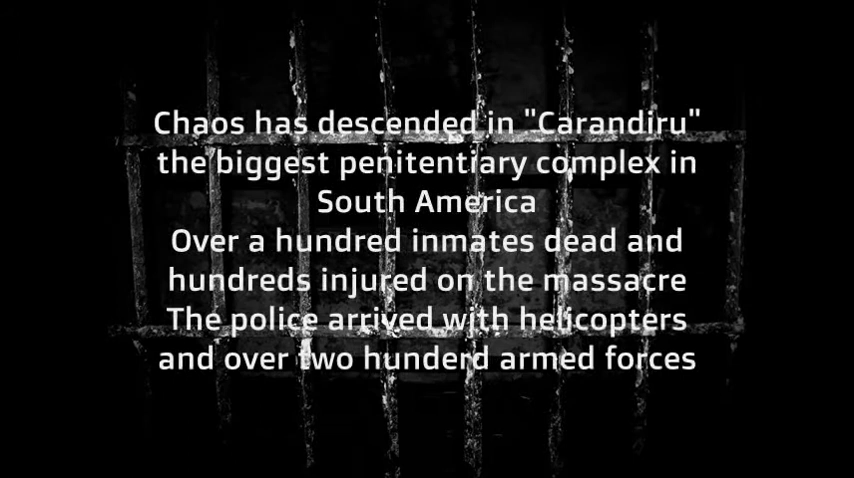 Chaos has descended in "Carandiru"
the biggest penitentiary complex in
South America
Over a hundred inmates dead and
hundreds injured on the massacre
The police arrived with helicopters
and over two hunderd armed forces